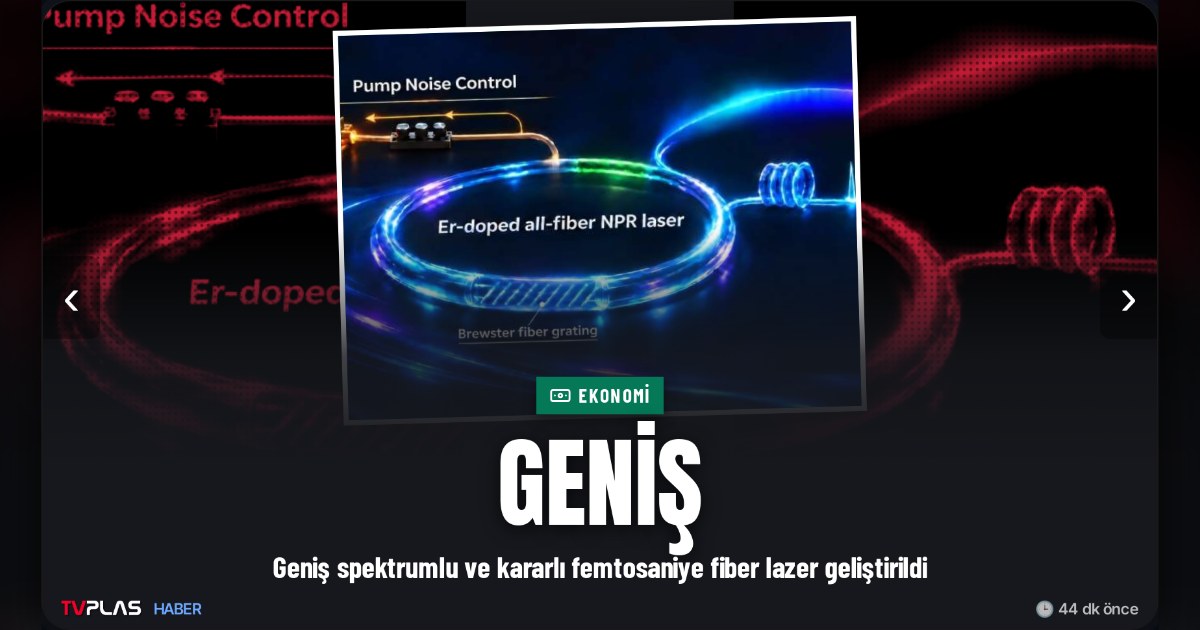 ump Noise Control
Pump Noise Control
Er-doped all-fiber NPR laser
Er-doped
Brewster fiber grating
EKONOMİ
GENİŞ
Geniş spektrumlu ve kararlı femtosaniye fiber lazer geliştirildi
TVPLAS HABER
44 dk önce